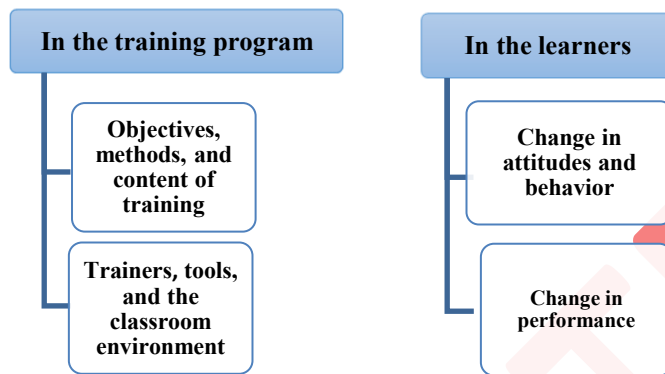 In the training program
Objectives,
methods, and
content of
training
Trainers, tools,
and the
classroom
environment
In the learners
Change in
attitudes and
behavior
Change in
performance